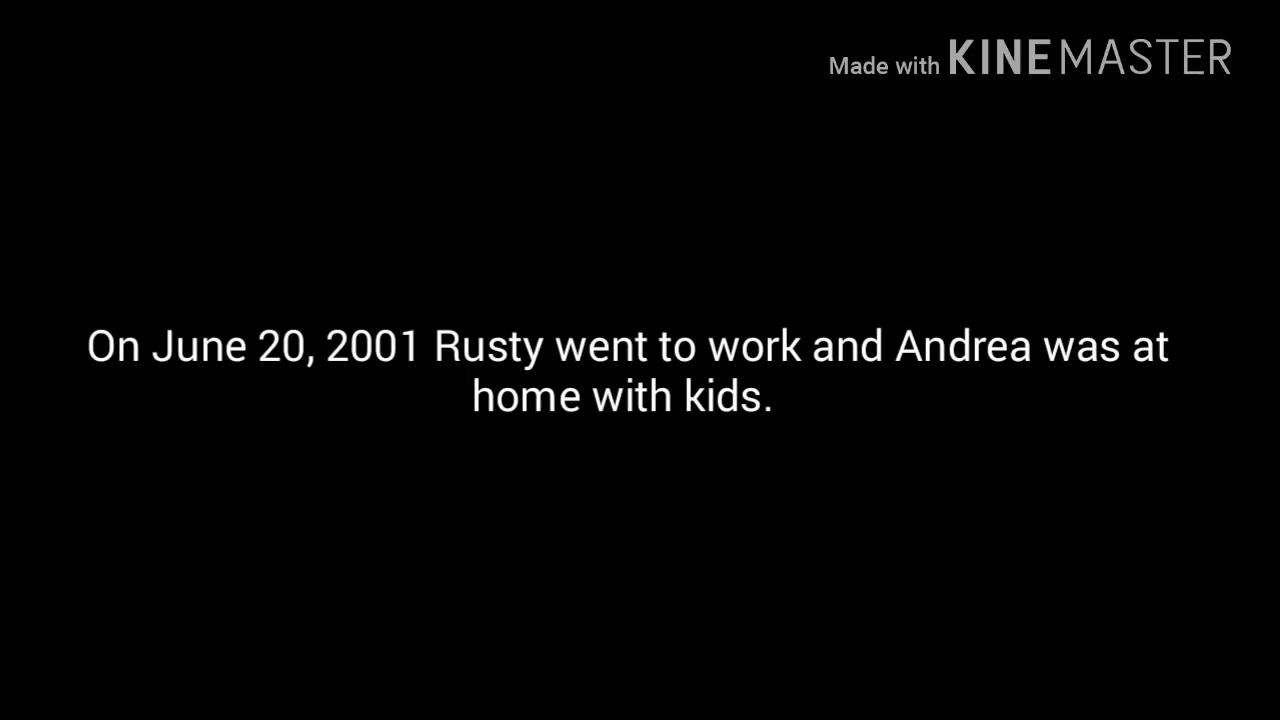 Made with KINEMASTER
On June 20, 2001 Rusty went to work and Andrea was at
home with kids.